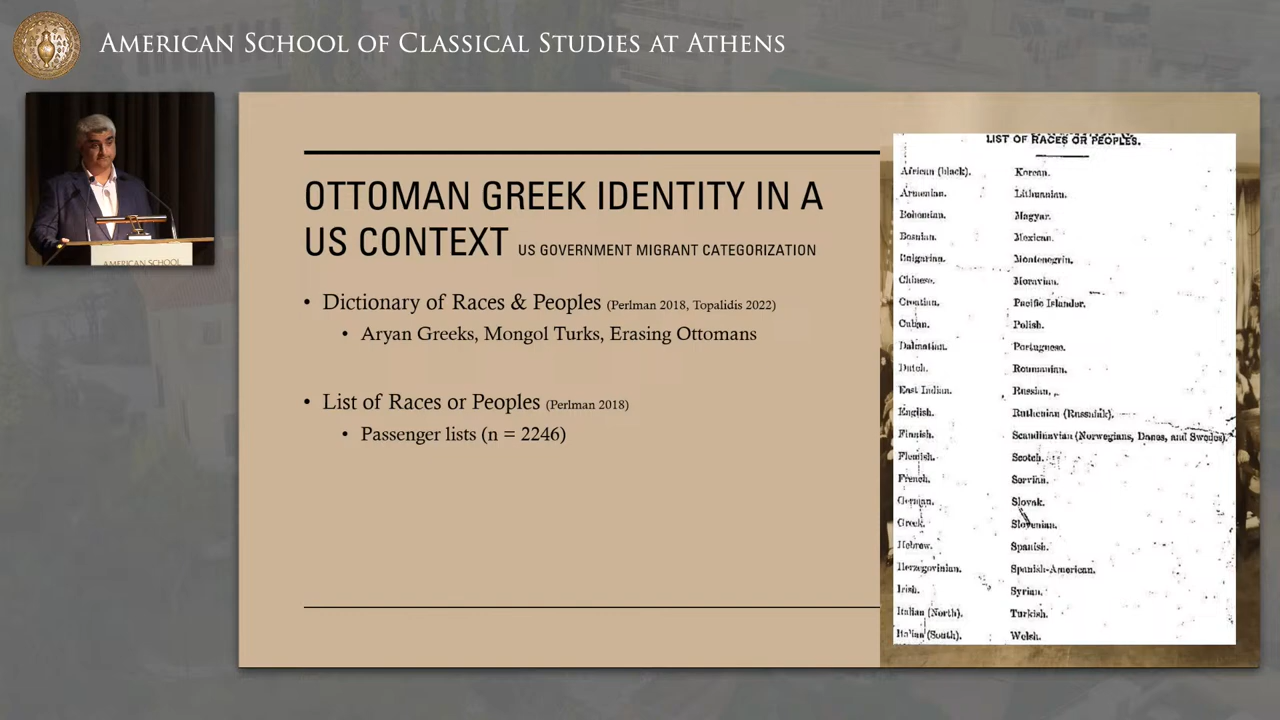 AMERICAN SCHOOL OF CLASSICAL STUDIES AT ATHENS
AMERICAN SCHOOL
OTTOMAN GREEK IDENTITY IN A
US CONTEXT US GOVERNMENT MIGRANT CATEGORIZATION
• Dictionary of Races & Peoples (Perlman 2018, Topalidis 2022)
• Aryan Greeks, Mongol Turks, Erasing Ottomans
• List of Races or Peoples (Perlman 2018)
• Passenger lists (n = 2246)
LIST OF RACES OR PEOPLES.
African (black).
Armenian.
Bohemian.
Bosnian.
Bulgarian.
Chinese.
Croatian.
Cuban.
Dalmatian.
Dutch.
East Indian.
English.
Finnish.
Flemish.
French.
German.
Greek.
Hebrew.
Herzegovinian.
Irish.
Italian (North).
Italian (South).
Korean.
Lithuanian.
Magyar.
Mexican.
Montenegrin.
Moravian.
Pacific Islander.
Polish.
Portuguese.
Roumanian.
Russian.
Ruthenian (Russniak).
Scandinavian (Norwegians, Danes, and Swedes).
Scotch.
Servian.
Slovak.
Slovenian.
Spanish.
Spanish-American.
Syrian.
Turkish.
Welsh.